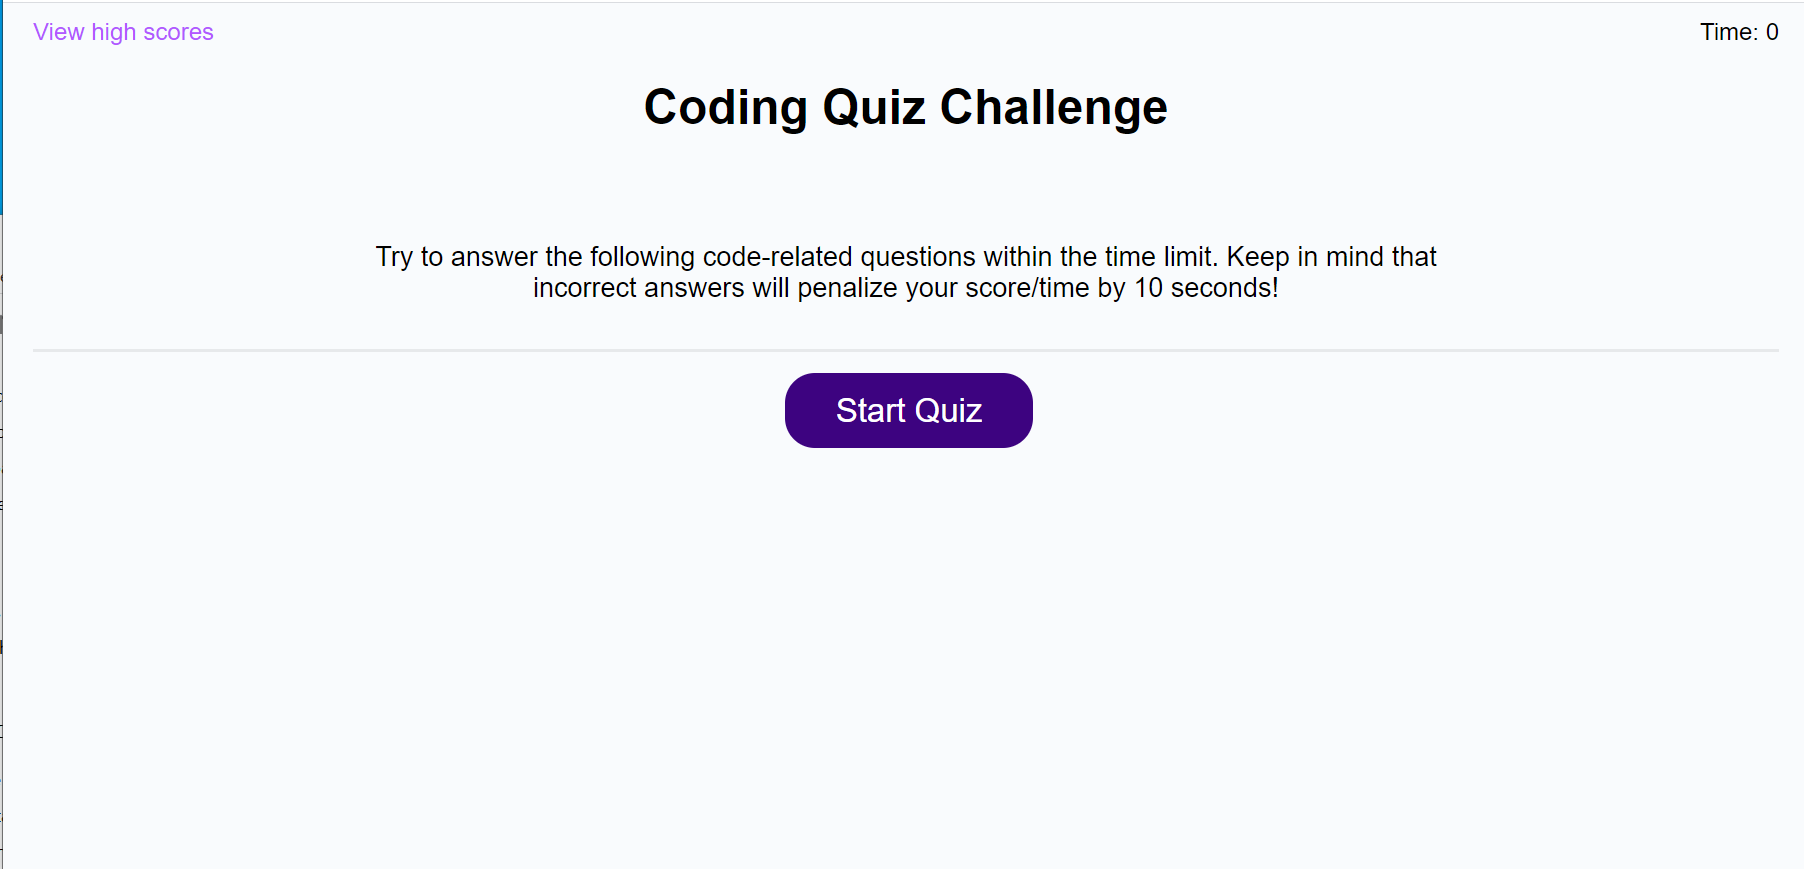 View high scores
Time: 0
Coding Quiz Challenge
Try to answer the following code-related questions within the time limit. Keep in mind that
incorrect answers will penalize your score/time by 10 seconds!
Start Quiz